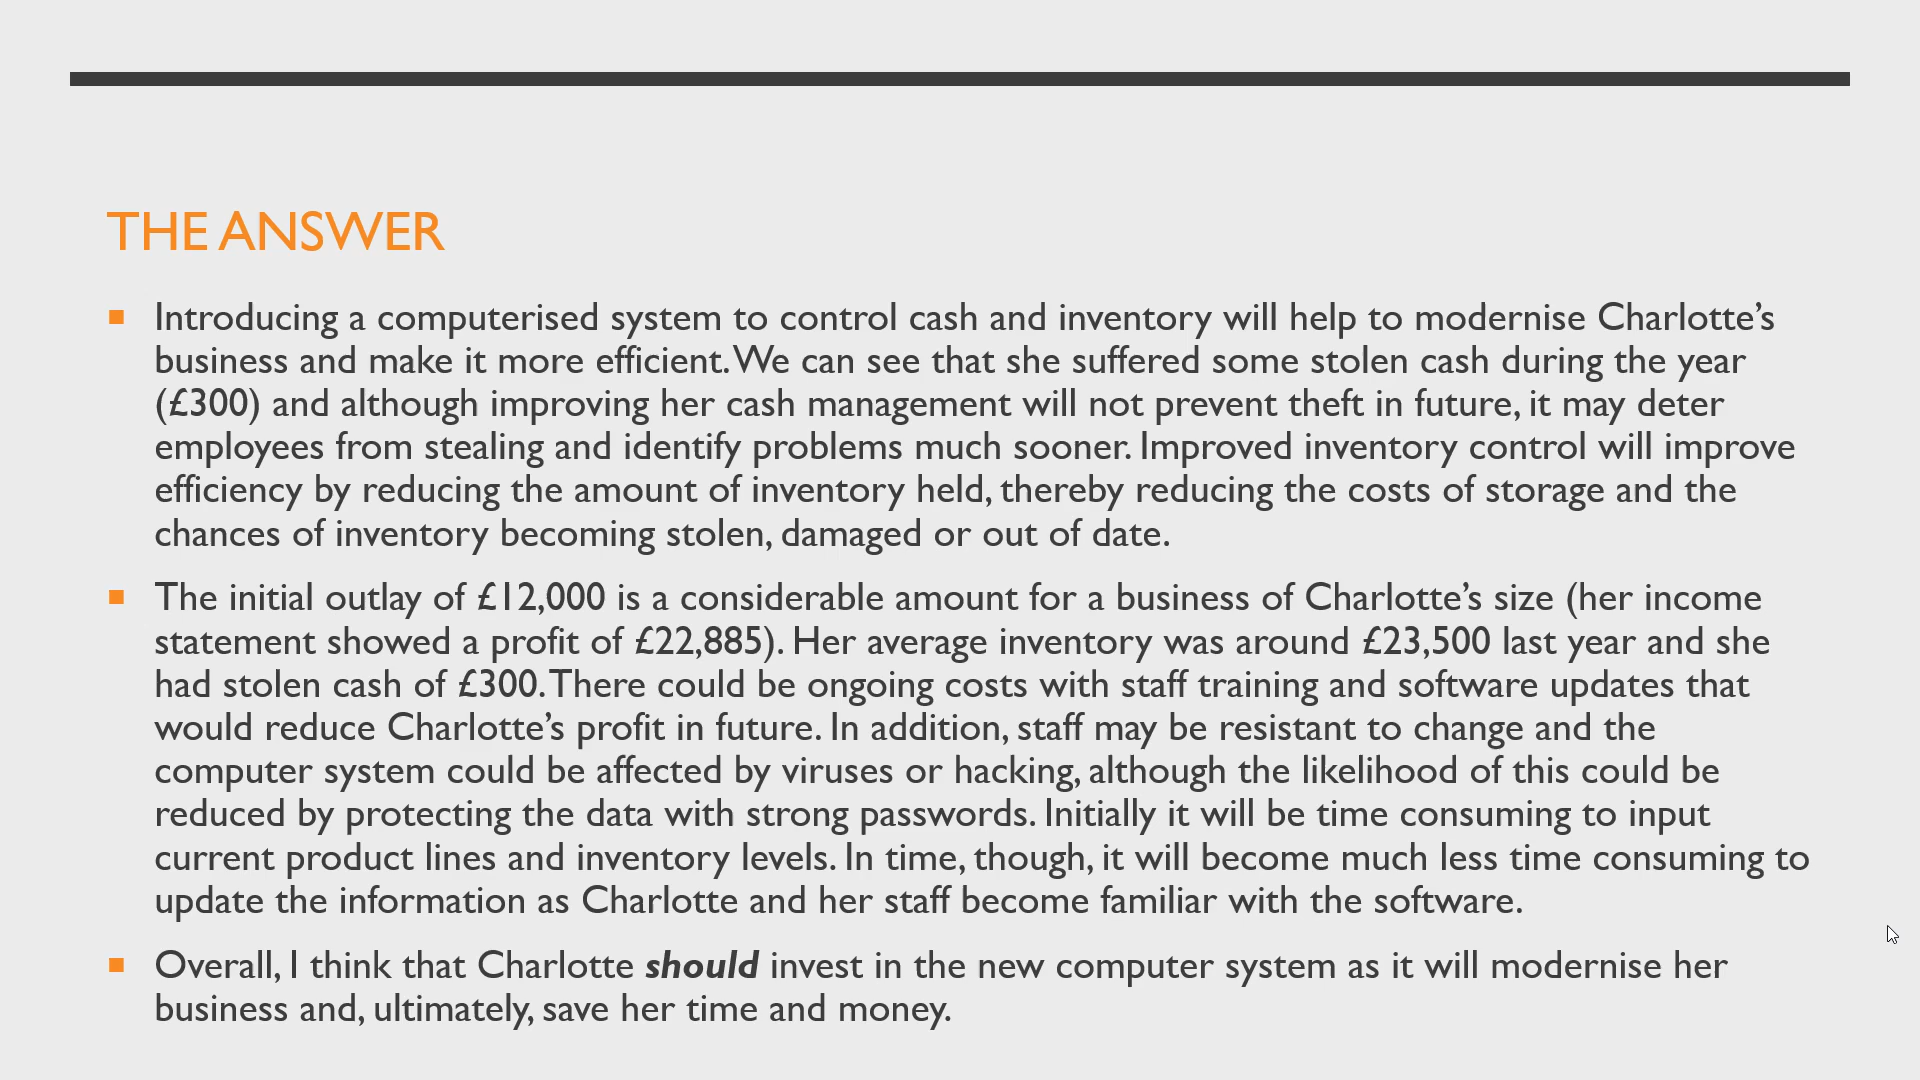 THE ANSWER
Introducing a computerised system to control cash and inventory will help to modernise Charlotte’s
business and make it more efficient. We can see that she suffered some stolen cash during the year
(£300) and although improving her cash management will not prevent theft in future, it may deter
employees from stealing and identify problems much sooner. Improved inventory control will improve
efficiency by reducing the amount of inventory held, thereby reducing the costs of storage and the
chances of inventory becoming stolen, damaged or out of date.
The initial outlay of £12,000 is a considerable amount for a business of Charlotte’s size (her income
statement showed a profit of £22,885). Her average inventory was around £23,500 last year and she
had stolen cash of £300. There could be ongoing costs with staff training and software updates that
would reduce Charlotte’s profit in future. In addition, staff may be resistant to change and the
computer system could be affected by viruses or hacking, although the likelihood of this could be
reduced by protecting the data with strong passwords. Initially it will be time consuming to input
current product lines and inventory levels. In time, though, it will become much less time consuming to
update the information as Charlotte and her staff become familiar with the software.
Overall, I think that Charlotte should invest in the new computer system as it will modernise her
business and, ultimately, save her time and money.